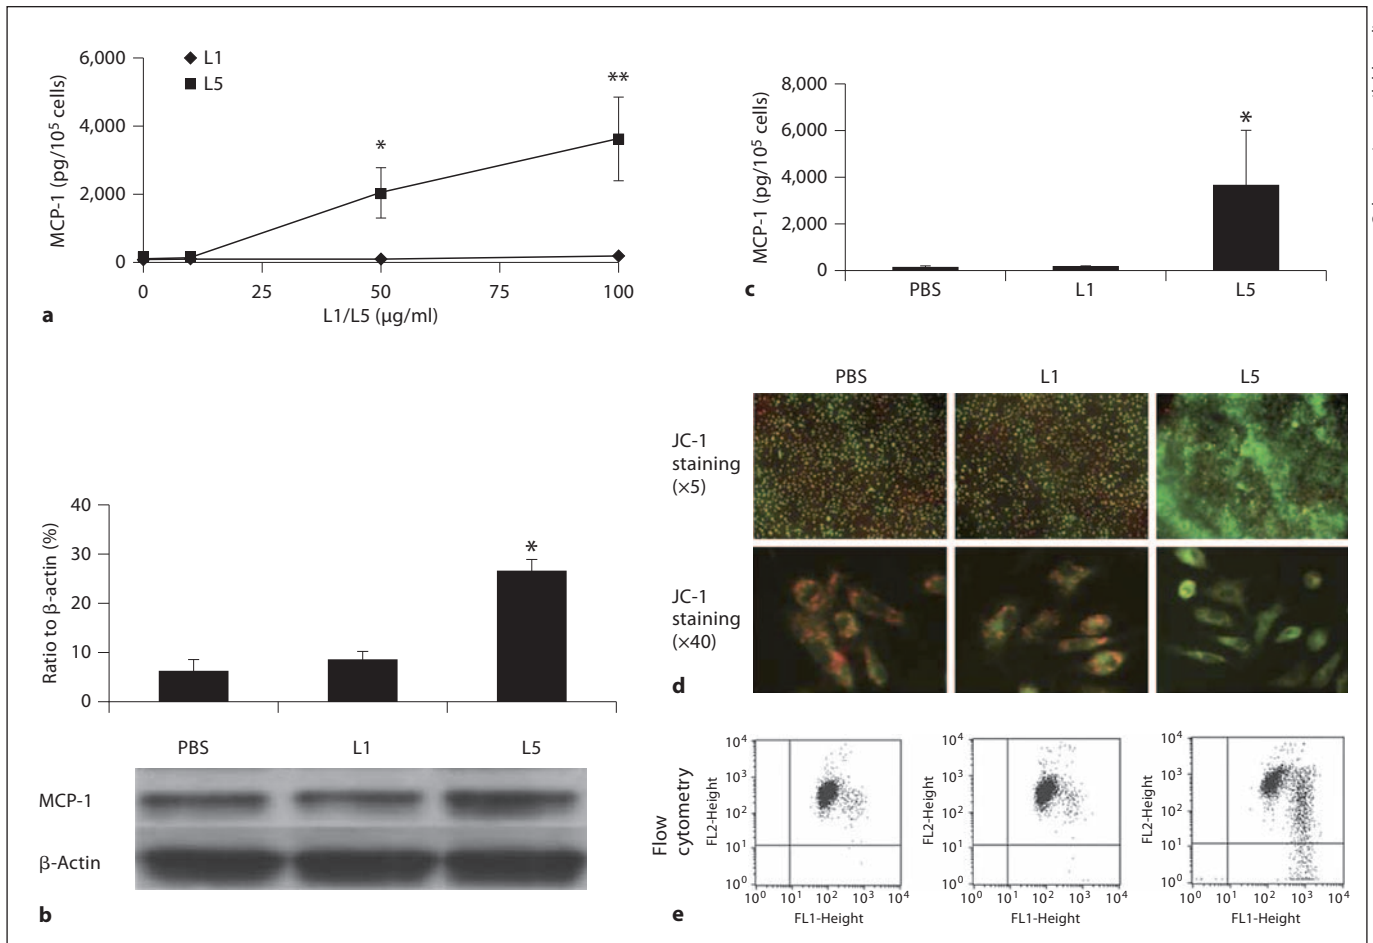 6,000
4,000
2,000
0
MCP-1 (pg/10⁵ cells)
L1
L5
*
**
0 25 50 75 100
L1/L5 (μg/ml)
a
40
30
20
10
0
Ratio to β-actin (%)
*
PBS L1 L5
MCP-1
β-Actin
b
8,000
6,000
4,000
2,000
0
MCP-1 (pg/10⁵ cells)
*
PBS L1 L5
c
PBS L1 L5
JC-1
staining
(×5)
JC-1
staining
(×40)
d
Flow
cytometry
10⁴
10³
10²
10¹
10⁰
FL2-Height
10⁰ 10¹ 10² 10³ 10⁴
FL1-Height
10⁴
10³
10²
10¹
10⁰
FL2-Height
10⁰ 10¹ 10² 10³ 10⁴
FL1-Height
10⁴
10³
10²
10¹
10⁰
FL2-Height
10⁰ 10¹ 10² 10³ 10⁴
FL1-Height
e